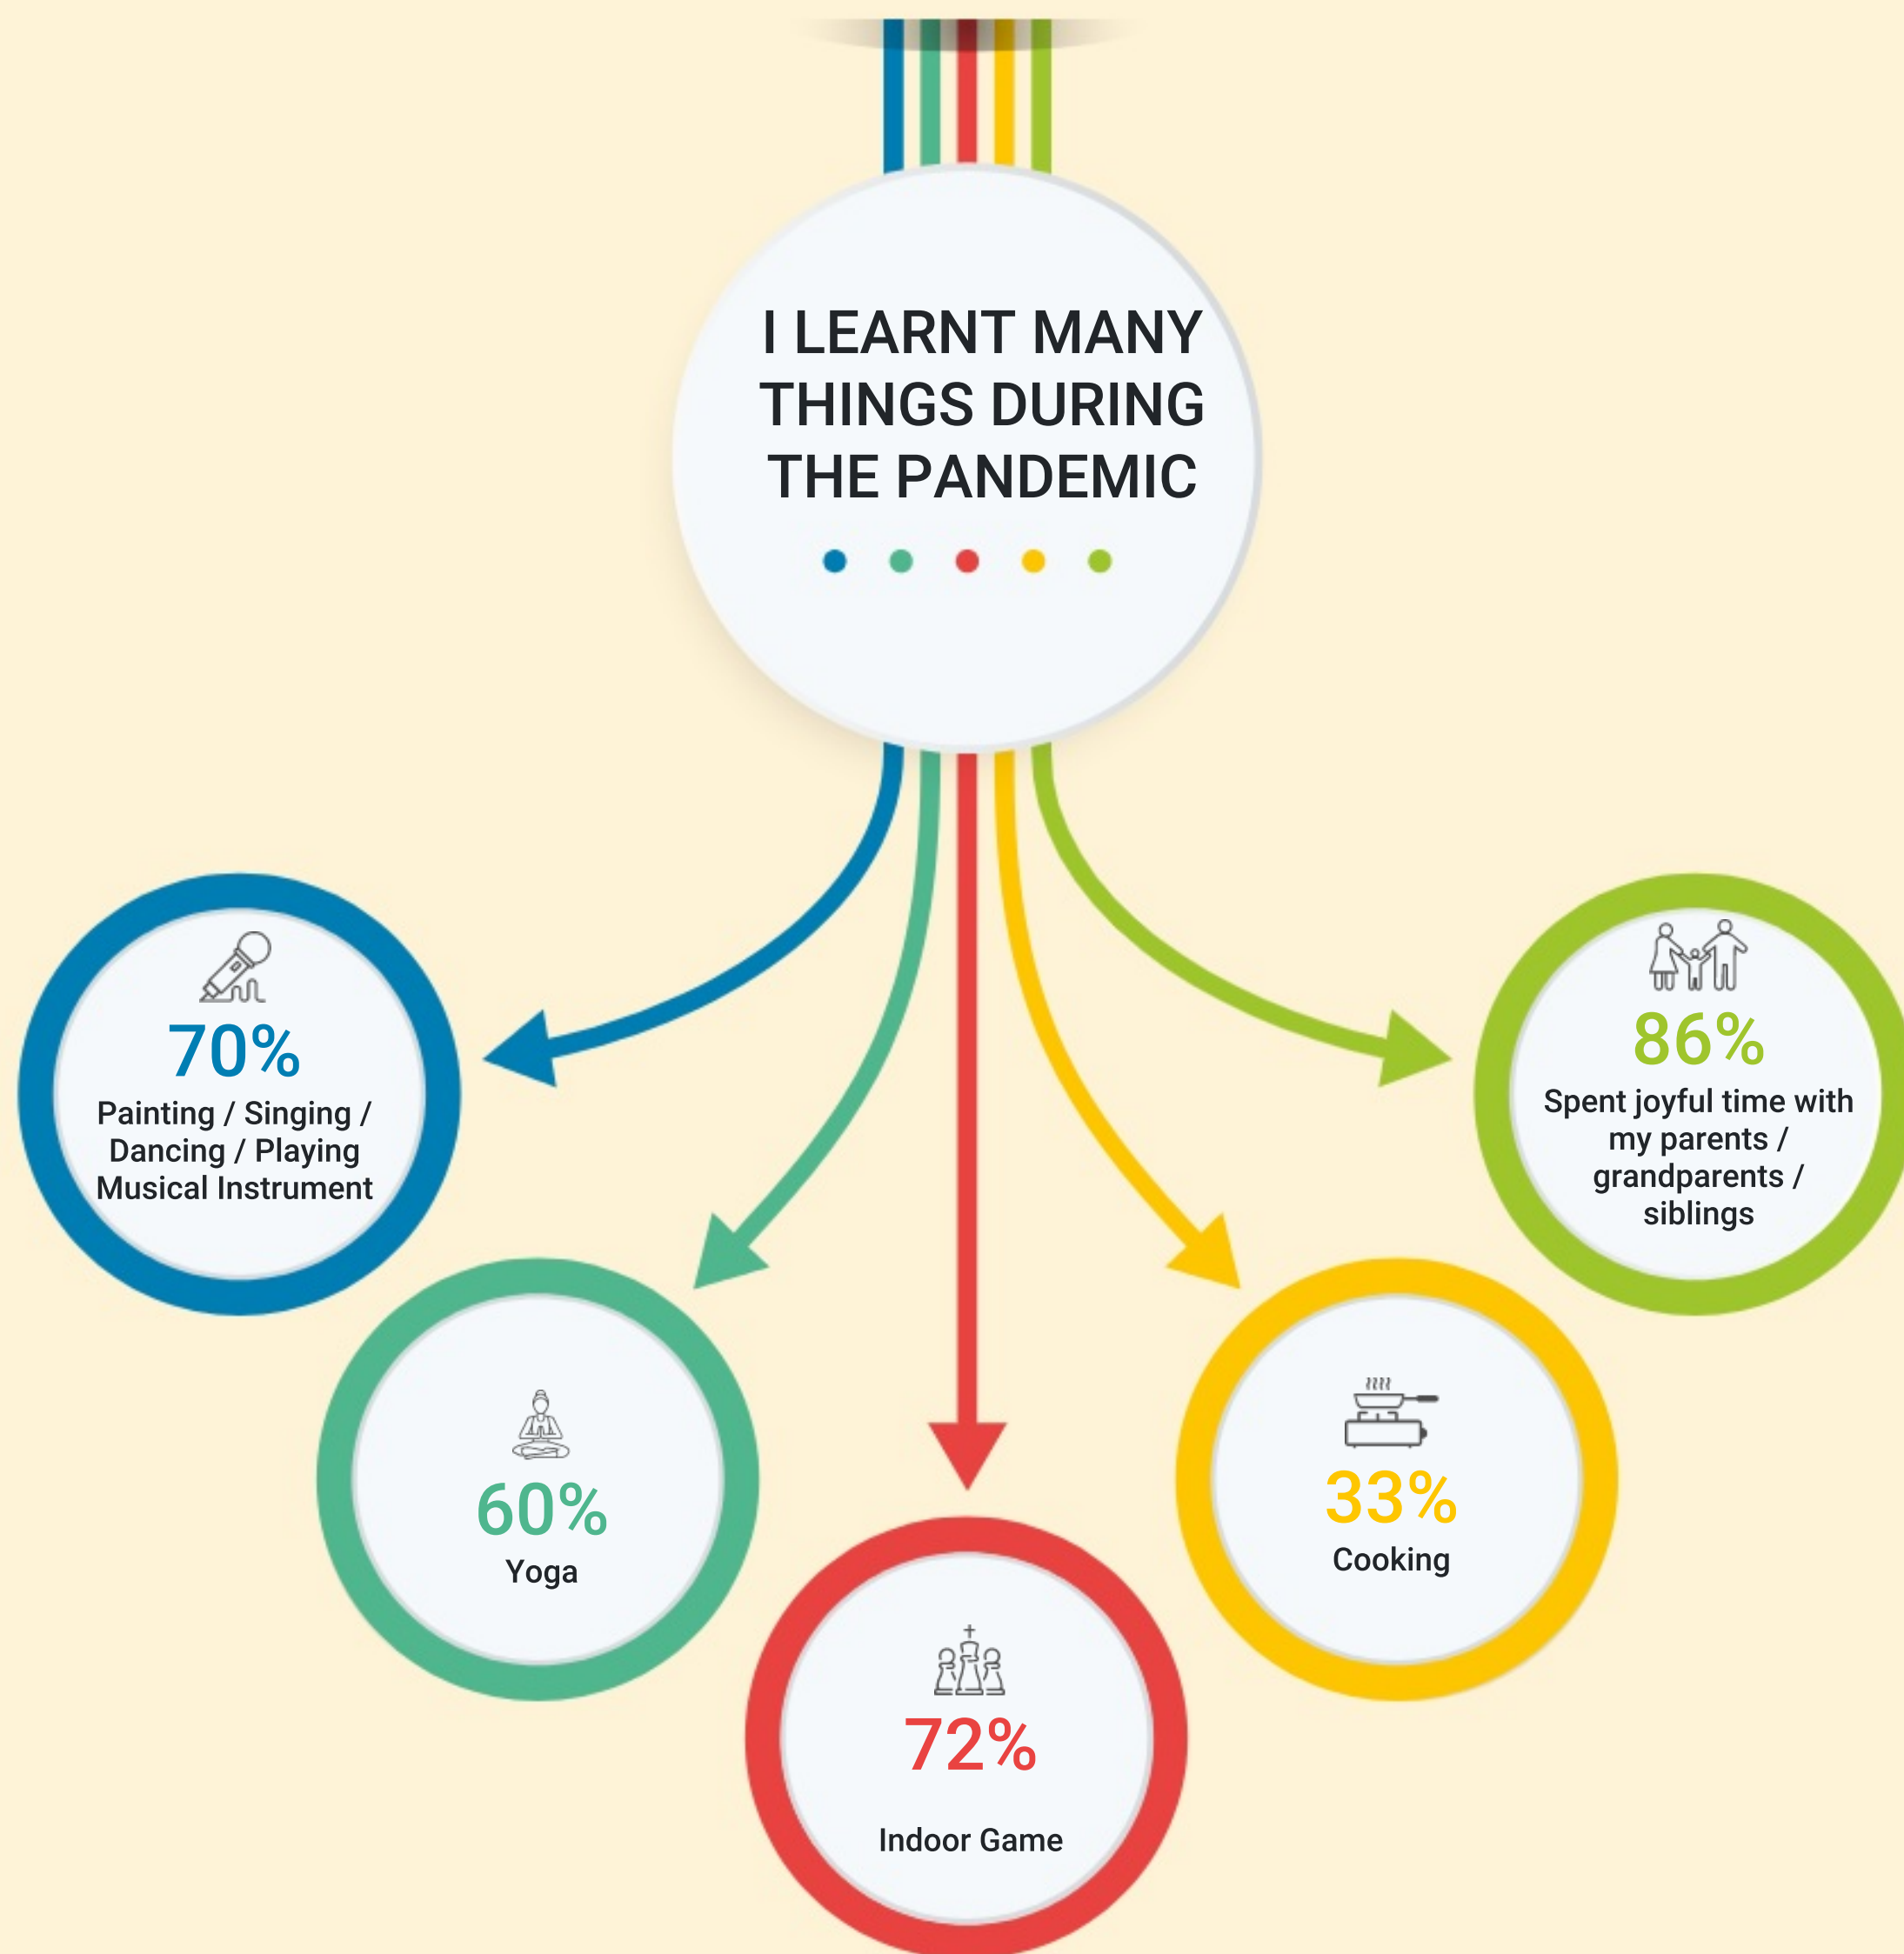 I LEARNT MANY
THINGS DURING
THE PANDEMIC
70%
Painting / Singing /
Dancing / Playing
Musical Instrument
86%
Spent joyful time with
my parents /
grandparents /
siblings
60%
Yoga
33%
Cooking
72%
Indoor Game